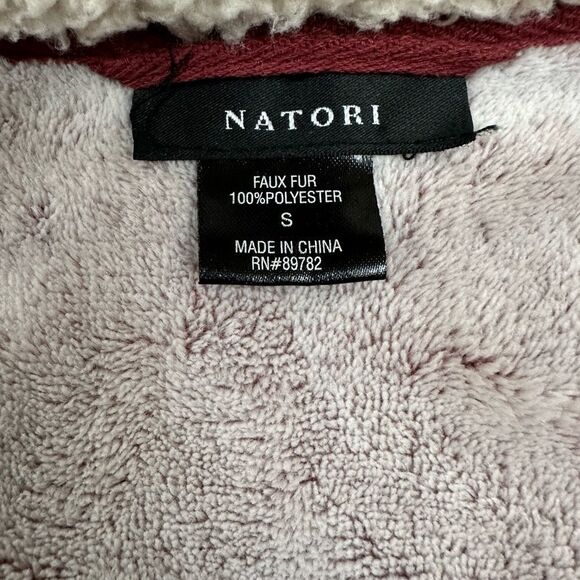 NATORI
FAUX FUR
100%POLYESTER
S
MADE IN CHINA
RN#89782